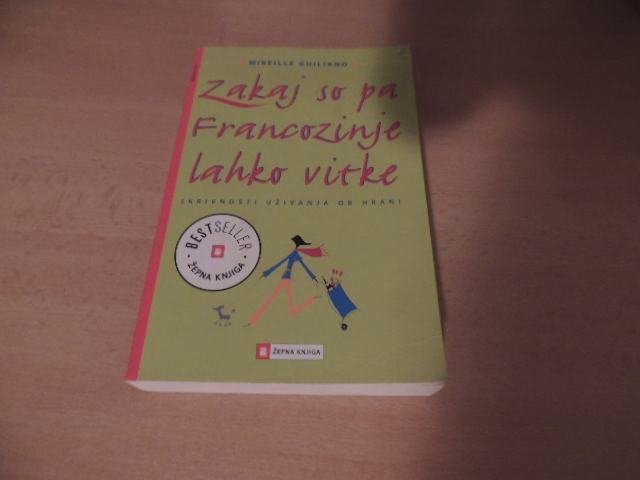 MIREILLE GUILIANO
Zakaj so pa
Francozinje
lahko vitke
SKRIVNOSTI UŽIVANJA OB HRANI
BESTSELLER
ŽEPNA KNJIGA
ŽEPNA KNJIGA